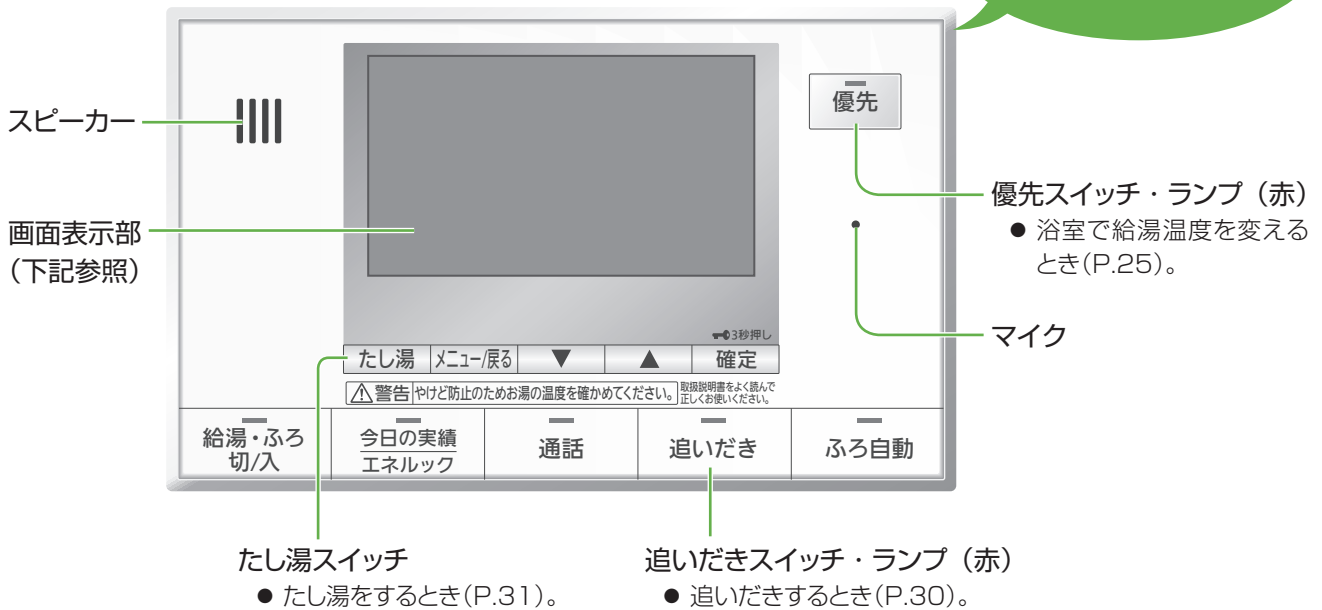 優先
スピーカー
優先スイッチ・ランプ（赤）
● 浴室で給湯温度を変える
とき(P.25)。
画面表示部
（下記参照）
マイク
3秒押し
たし湯 メニュー/戻る ▼ ▲ 確定
警告 やけど防止のためお湯の温度を確かめてください。 取扱説明書をよく読んで
正しくお使いください。
給湯・ふろ
切/入
今日の実績
エネルック
通話
追いだき
ふろ自動
たし湯スイッチ
● たし湯をするとき(P.31)。
追いだきスイッチ・ランプ（赤）
● 追いだきするとき(P.30)。